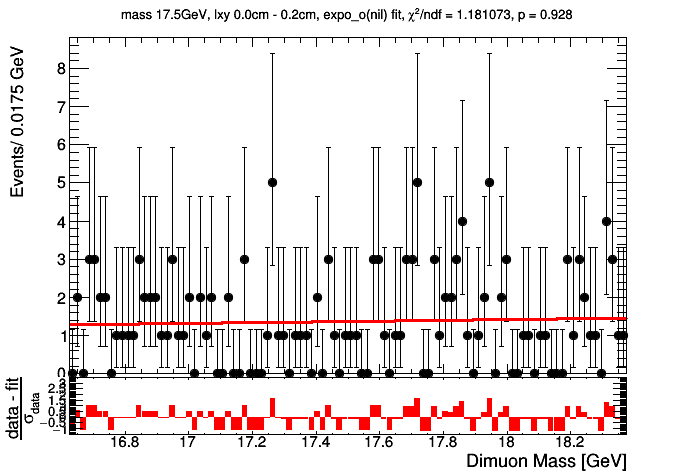 mass 17.5GeV, lxy 0.0cm - 0.2cm, expo_o(nil) fit, χ²/ndf = 1.181073, p = 0.928
Events/ 0.0175 GeV
8
7
6
5
4
3
2
1
0
data - fit
σdata
16.8 17 17.2 17.4 17.6 17.8 18 18.2
Dimuon Mass [GeV]